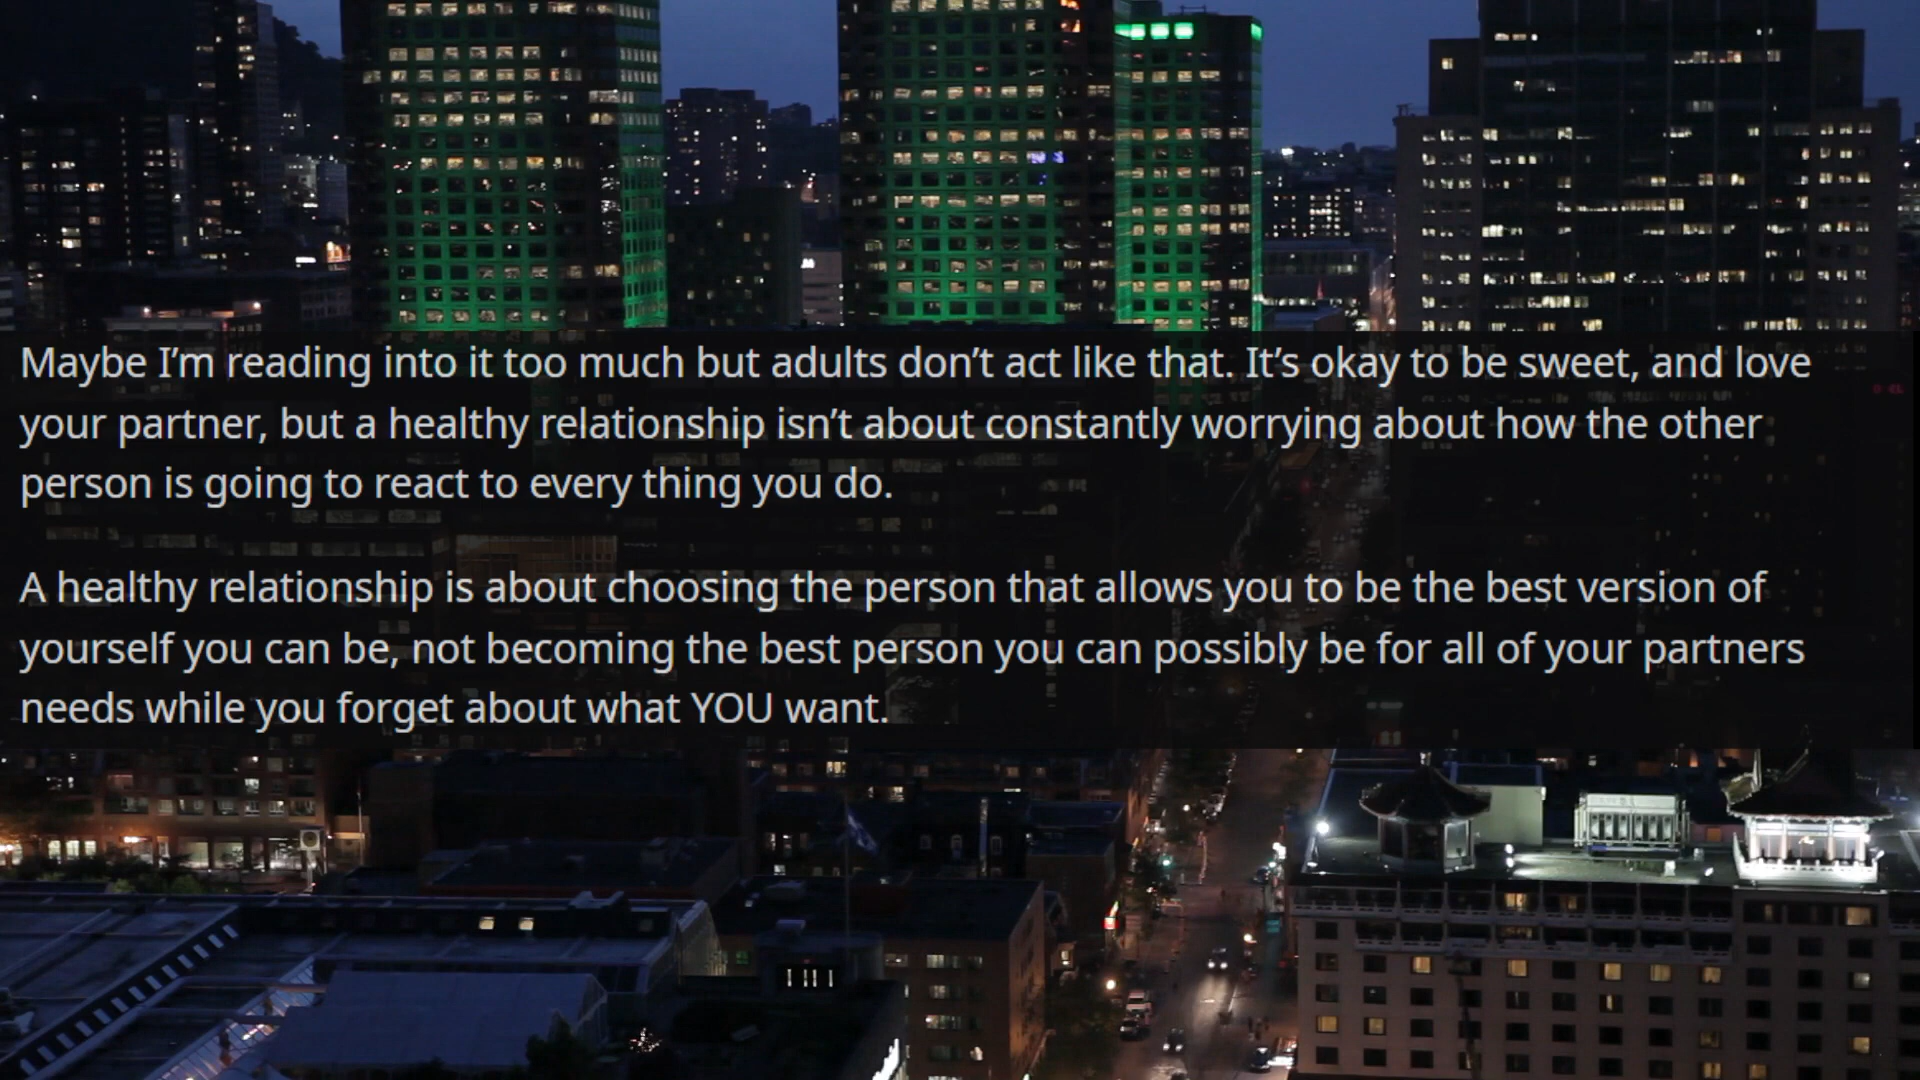 Maybe I’m reading into it too much but adults don’t act like that. It’s okay to be sweet, and love
your partner, but a healthy relationship isn’t about constantly worrying about how the other
person is going to react to every thing you do.
A healthy relationship is about choosing the person that allows you to be the best version of
yourself you can be, not becoming the best person you can possibly be for all of your partners
needs while you forget about what YOU want.